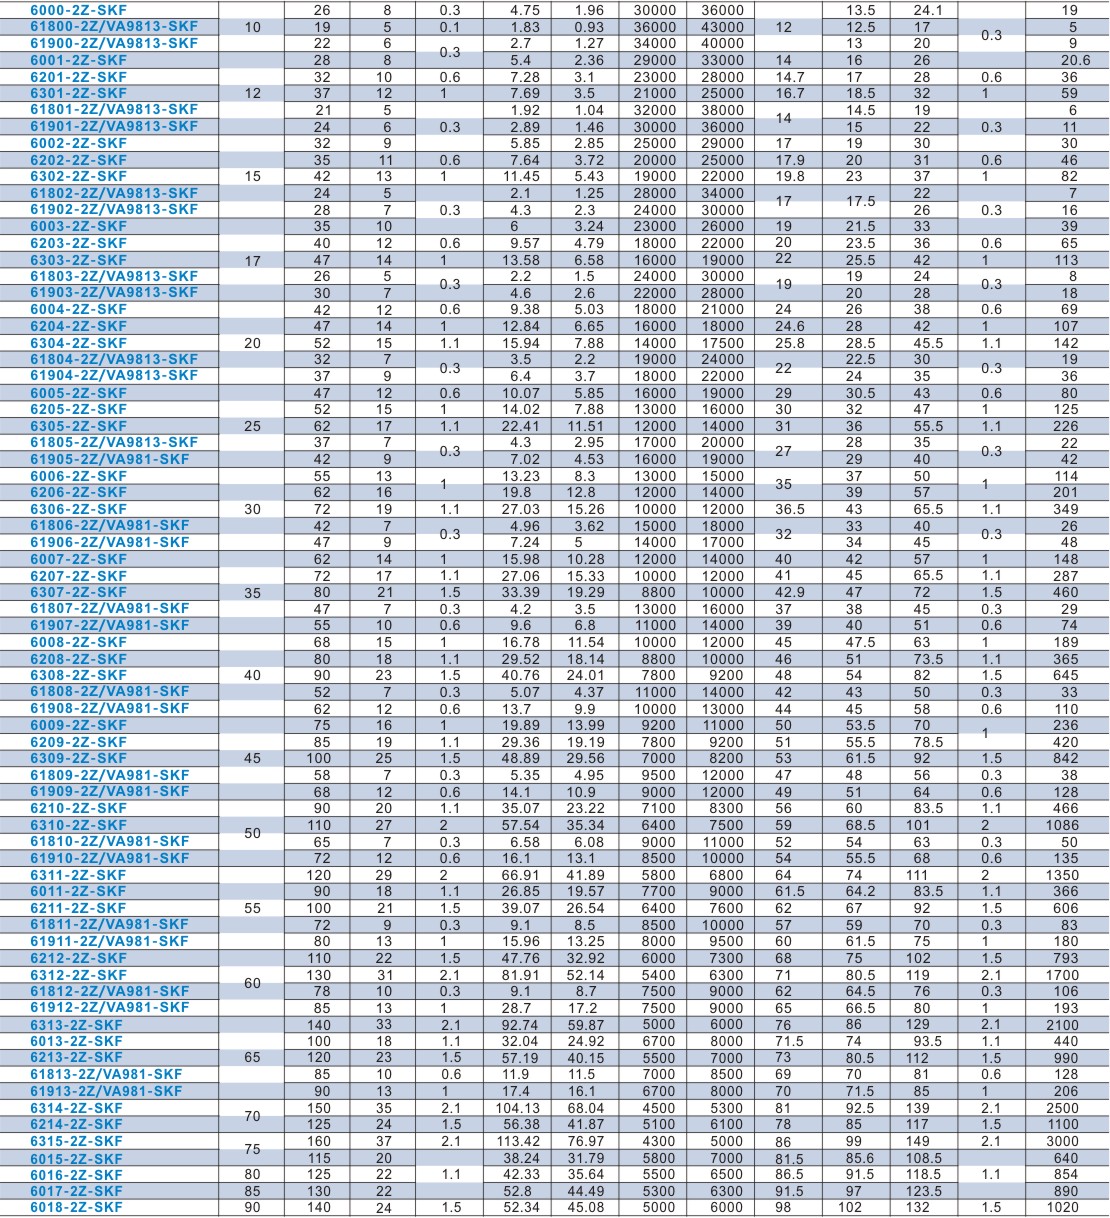 6000-2Z-SKF 26 8 0.3 4.75 1.96 30000 36000 13.5 24.1 19
61800-2Z/VA9813-SKF 10 19 5 0.1 1.83 0.93 36000 43000 12 12.5 17 0.3 5
61900-2Z/VA9813-SKF 22 6 0.3 2.7 1.27 34000 40000 13 20 9
6001-2Z-SKF 28 8 5.4 2.36 29000 33000 14 16 26 20.6
6201-2Z-SKF 32 10 0.6 7.28 3.1 23000 28000 14.7 17 28 0.6 36
6301-2Z-SKF 12 37 12 1 7.69 3.5 21000 25000 16.7 18.5 32 1 59
61801-2Z/VA9813-SKF 21 5 1.92 1.04 32000 38000 14 14.5 19 6
61901-2Z/VA9813-SKF 24 6 0.3 2.89 1.46 30000 36000 15 22 0.3 11
6002-2Z-SKF 32 9 5.85 2.85 25000 29000 17 19 30 30
6202-2Z-SKF 35 11 0.6 7.64 3.72 20000 25000 17.9 20 31 0.6 46
6302-2Z-SKF 15 42 13 1 11.45 5.43 19000 22000 19.8 23 37 1 82
61802-2Z/VA9813-SKF 24 5 2.1 1.25 28000 34000 17 17.5 22 7
61902-2Z/VA9813-SKF 28 7 0.3 4.3 2.3 24000 30000 26 0.3 16
6003-2Z-SKF 35 10 6 3.24 23000 26000 19 21.5 33 39
6203-2Z-SKF 40 12 0.6 9.57 4.79 18000 22000 20 23.5 36 0.6 65
6303-2Z-SKF 17 47 14 1 13.58 6.58 16000 19000 22 25.5 42 1 113
61803-2Z/VA9813-SKF 26 5 0.3 2.2 1.5 24000 30000 19 19 24 0.3 8
61903-2Z/VA9813-SKF 30 7 4.6 2.6 22000 28000 20 28 18
6004-2Z-SKF 42 12 0.6 9.38 5.03 18000 21000 24 26 38 0.6 69
6204-2Z-SKF 47 14 1 12.84 6.65 16000 18000 24.6 28 42 1 107
6304-2Z-SKF 20 52 15 1.1 15.94 7.88 14000 17500 25.8 28.5 45.5 1.1 142
61804-2Z/VA9813-SKF 32 7 0.3 3.5 2.2 19000 24000 22 22.5 30 0.3 19
61904-2Z/VA9813-SKF 37 9 6.4 3.7 18000 22000 24 35 36
6005-2Z-SKF 47 12 0.6 10.07 5.85 16000 19000 29 30.5 43 0.6 80
6205-2Z-SKF 52 15 1 14.02 7.88 13000 16000 30 32 47 1 125
6305-2Z-SKF 25 62 17 1.1 22.41 11.51 12000 14000 31 36 55.5 1.1 226
61805-2Z/VA9813-SKF 37 7 0.3 4.3 2.95 17000 20000 27 28 35 0.3 22
61905-2Z/VA981-SKF 42 9 7.02 4.53 16000 19000 29 40 42
6006-2Z-SKF 55 13 1 13.23 8.3 13000 15000 35 37 50 1 114
6206-2Z-SKF 62 16 19.8 12.8 12000 14000 39 57 201
6306-2Z-SKF 30 72 19 1.1 27.03 15.26 10000 12000 36.5 43 65.5 1.1 349
61806-2Z/VA981-SKF 42 7 0.3 4.96 3.62 15000 18000 32 33 40 0.3 26
61906-2Z/VA981-SKF 47 9 7.24 5 14000 17000 34 45 48
6007-2Z-SKF 62 14 1 15.98 10.28 12000 14000 40 42 57 1 148
6207-2Z-SKF 72 17 1.1 27.06 15.33 10000 12000 41 45 65.5 1.1 287
6307-2Z-SKF 35 80 21 1.5 33.39 19.29 8800 10000 42.9 47 72 1.5 460
61807-2Z/VA981-SKF 47 7 0.3 4.2 3.5 13000 16000 37 38 45 0.3 29
61907-2Z/VA981-SKF 55 10 0.6 9.6 6.8 11000 14000 39 40 51 0.6 74
6008-2Z-SKF 68 15 1 16.78 11.54 10000 12000 45 47.5 63 1 189
6208-2Z-SKF 80 18 1.1 29.52 18.14 8800 10000 46 51 73.5 1.1 365
6308-2Z-SKF 40 90 23 1.5 40.76 24.01 7800 9200 48 54 82 1.5 645
61808-2Z/VA981-SKF 52 7 0.3 5.07 4.37 11000 14000 42 43 50 0.3 33
61908-2Z/VA981-SKF 62 12 0.6 13.7 9.9 10000 13000 44 45 58 0.6 110
6009-2Z-SKF 75 16 1 19.89 13.99 9200 11000 50 53.5 70 1 236
6209-2Z-SKF 85 19 1.1 29.36 19.19 7800 9200 51 55.5 78.5 420
6309-2Z-SKF 45 100 25 1.5 48.89 29.56 7000 8200 53 61.5 92 1.5 842
61809-2Z/VA981-SKF 58 7 0.3 5.35 4.95 9500 12000 47 48 56 0.3 38
61909-2Z/VA981-SKF 68 12 0.6 14.1 10.9 9000 12000 49 51 64 0.6 128
6210-2Z-SKF 90 20 1.1 35.07 23.22 7100 8300 56 60 83.5 1.1 466
6310-2Z-SKF 50 110 27 2 57.54 35.34 6400 7500 59 68.5 101 2 1086
61810-2Z/VA981-SKF 65 7 0.3 6.58 6.08 9000 11000 52 54 63 0.3 50
61910-2Z/VA981-SKF 72 12 0.6 16.1 13.1 8500 10000 54 55.5 68 0.6 135
6311-2Z-SKF 120 29 2 66.91 41.89 5800 6800 64 74 111 2 1350
6011-2Z-SKF 90 18 1.1 26.85 19.57 7700 9000 61.5 64.2 83.5 1.1 366
6211-2Z-SKF 55 100 21 1.5 39.07 26.54 6400 7600 62 67 92 1.5 606
61811-2Z/VA981-SKF 72 9 0.3 9.1 8.5 8500 10000 57 59 70 0.3 83
61911-2Z/VA981-SKF 80 13 1 15.96 13.25 8000 9500 60 61.5 75 1 180
6212-2Z-SKF 110 22 1.5 47.76 32.92 6000 7300 68 75 102 1.5 793
6312-2Z-SKF 60 130 31 2.1 81.91 52.14 5400 6300 71 80.5 119 2.1 1700
61812-2Z/VA981-SKF 78 10 0.3 9.1 8.7 7500 9000 62 64.5 76 0.3 106
61912-2Z/VA981-SKF 85 13 1 28.7 17.2 7500 9000 65 66.5 80 1 193
6313-2Z-SKF 140 33 2.1 92.74 59.87 5000 6000 76 86 129 2.1 2100
6013-2Z-SKF 100 18 1.1 32.04 24.92 6700 8000 71.5 74 93.5 1.1 440
6213-2Z-SKF 65 120 23 1.5 57.19 40.15 5500 7000 73 80.5 112 1.5 990
61813-2Z/VA981-SKF 85 10 0.6 11.9 11.5 7000 8500 69 70 81 0.6 128
61913-2Z/VA981-SKF 90 13 1 17.4 16.1 6700 8000 70 71.5 85 1 206
6314-2Z-SKF 70 150 35 2.1 104.13 68.04 4500 5300 81 92.5 139 2.1 2500
6214-2Z-SKF 125 24 1.5 56.38 41.87 5100 6100 78 85 117 1.5 1100
6315-2Z-SKF 75 160 37 2.1 113.42 76.97 4300 5000 86 99 149 2.1 3000
6015-2Z-SKF 115 20 38.24 31.79 5800 7000 81.5 85.6 108.5 640
6016-2Z-SKF 80 125 22 1.1 42.33 35.64 5500 6500 86.5 91.5 118.5 1.1 854
6017-2Z-SKF 85 130 22 52.8 44.49 5300 6300 91.5 97 123.5 890
6018-2Z-SKF 90 140 24 1.5 52.34 45.08 5000 6000 98 102 132 1.5 1020